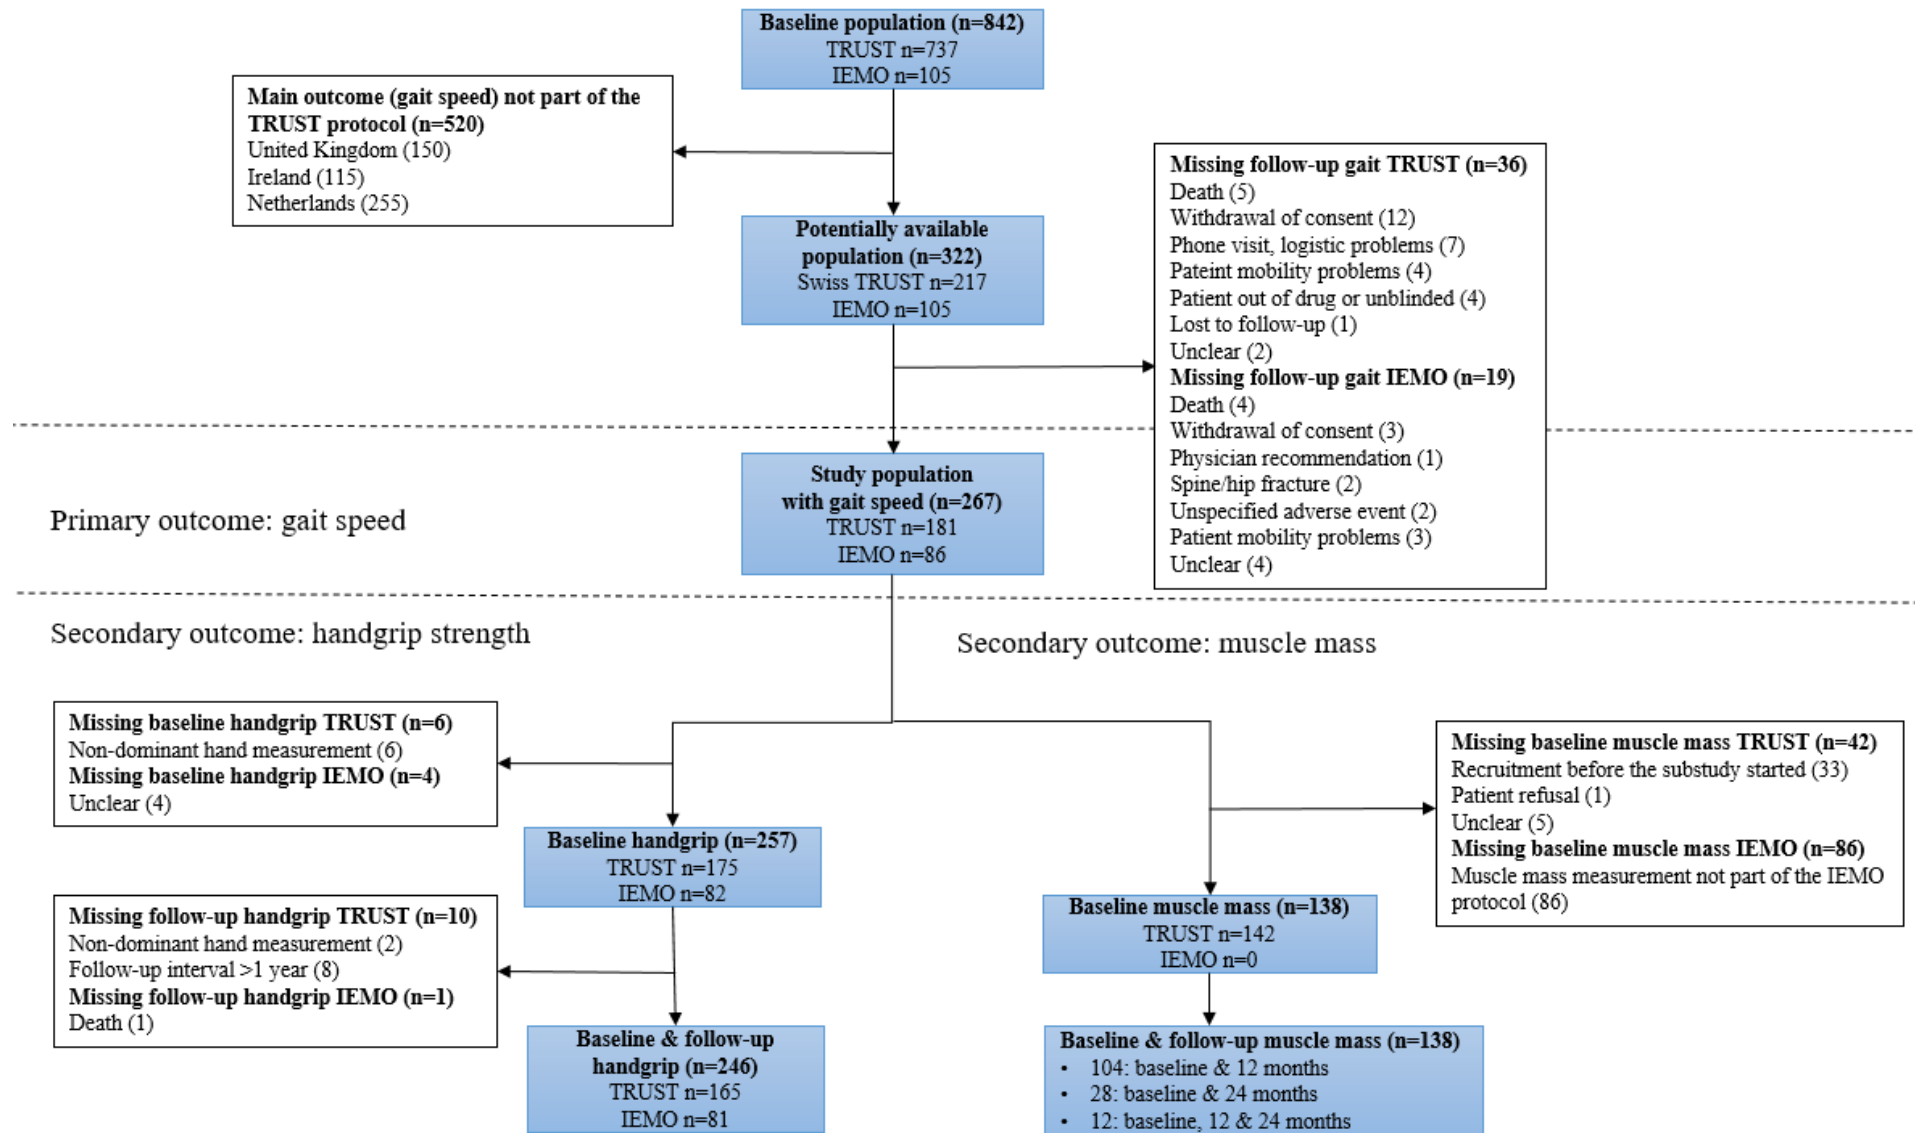 Baseline population (n=842)
TRUST n=737
IEMO n=105
Main outcome (gait speed) not part of the
TRUST protocol (n=520)
United Kingdom (150)
Ireland (115)
Netherlands (255)
Missing follow-up gait TRUST (n=36)
Death (5)
Withdrawal of consent (12)
Phone visit, logistic problems (7)
Pateint mobility problems (4)
Patient out of drug or unblinded (4)
Lost to follow-up (1)
Unclear (2)
Missing follow-up gait IEMO (n=19)
Death (4)
Withdrawal of consent (3)
Physician recommendation (1)
Spine/hip fracture (2)
Unspecified adverse event (2)
Patient mobility problems (3)
Unclear (4)
Potentially available
population (n=322)
Swiss TRUST n=217
IEMO n=105
Primary outcome: gait speed
Study population
with gait speed (n=267)
TRUST n=181
IEMO n=86
Secondary outcome: handgrip strength
Secondary outcome: muscle mass
Missing baseline handgrip TRUST (n=6)
Non-dominant hand measurement (6)
Missing baseline handgrip IEMO (n=4)
Unclear (4)
Baseline handgrip (n=257)
TRUST n=175
IEMO n=82
Missing follow-up handgrip TRUST (n=10)
Non-dominant hand measurement (2)
Follow-up interval >1 year (8)
Missing follow-up handgrip IEMO (n=1)
Death (1)
Baseline & follow-up
handgrip (n=246)
TRUST n=165
IEMO n=81
Missing baseline muscle mass TRUST (n=42)
Recruitment before the substudy started (33)
Patient refusal (1)
Unclear (5)
Missing baseline muscle mass IEMO (n=86)
Muscle mass measurement not part of the IEMO
protocol (86)
Baseline muscle mass (n=138)
TRUST n=142
IEMO n=0
Baseline & follow-up muscle mass (n=138)
• 104: baseline & 12 months
• 28: baseline & 24 months
• 12: baseline, 12 & 24 months